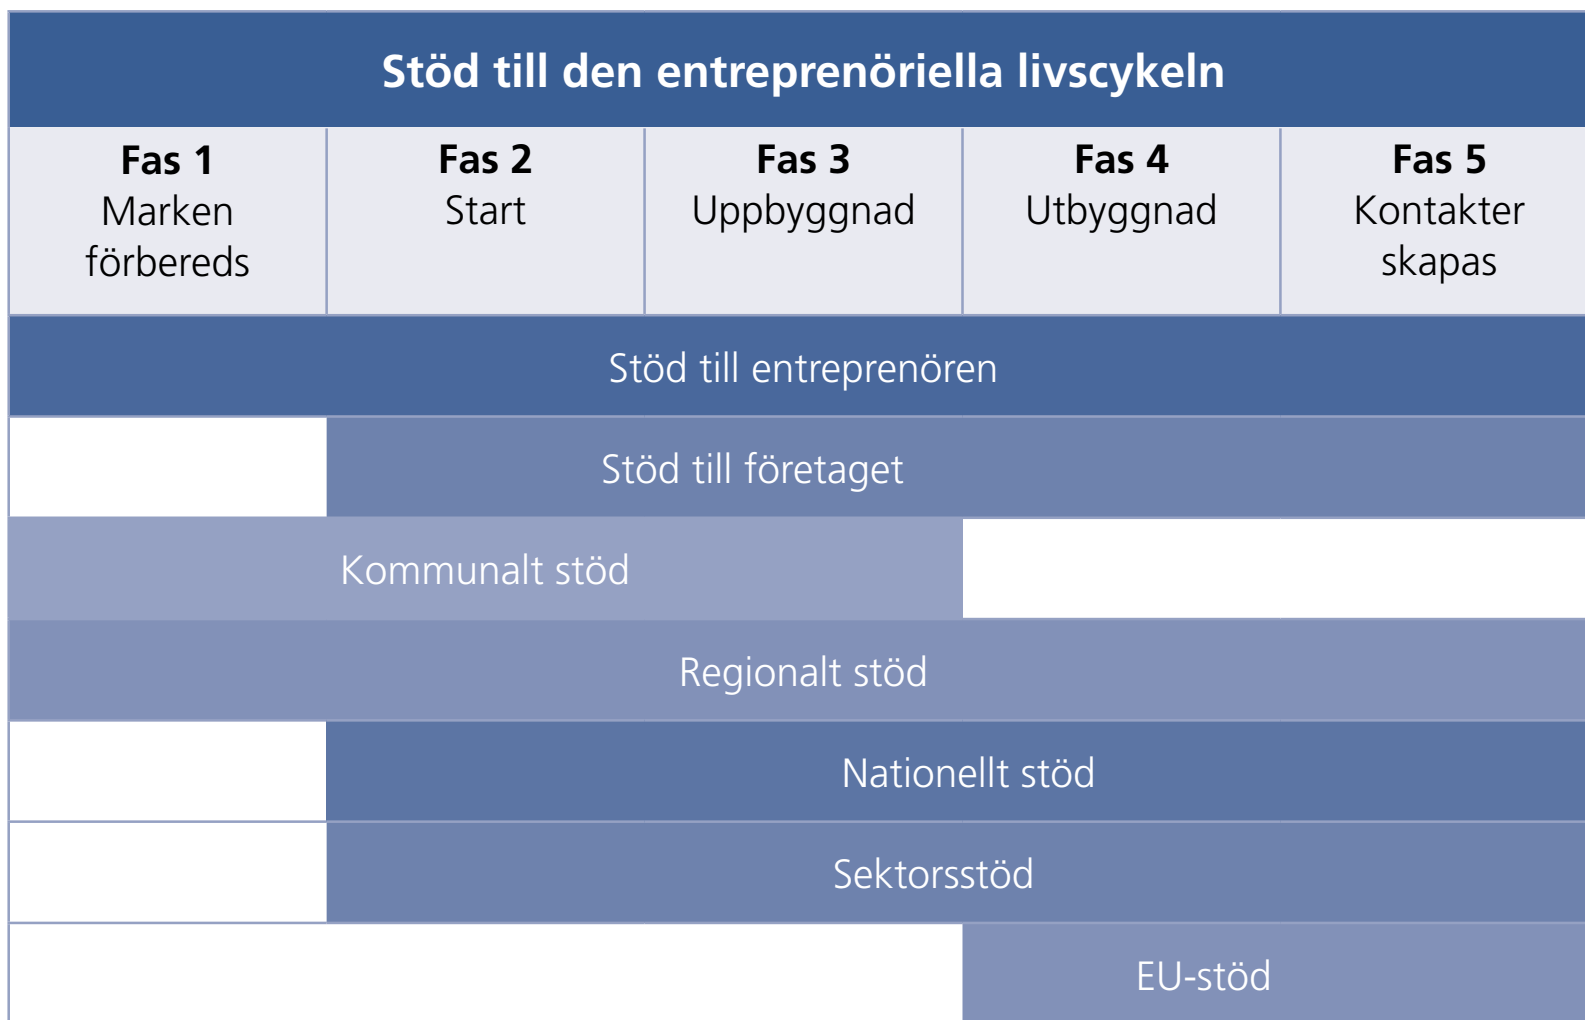 Stöd till den entreprenöriella livscykeln
Fas 1
Marken
förbereds
Fas 2
Start
Fas 3
Uppbyggnad
Fas 4
Utbyggnad
Fas 5
Kontakter
skapas
Stöd till entreprenören
Stöd till företaget
Kommunalt stöd
Regionalt stöd
Nationellt stöd
Sektorsstöd
EU-stöd